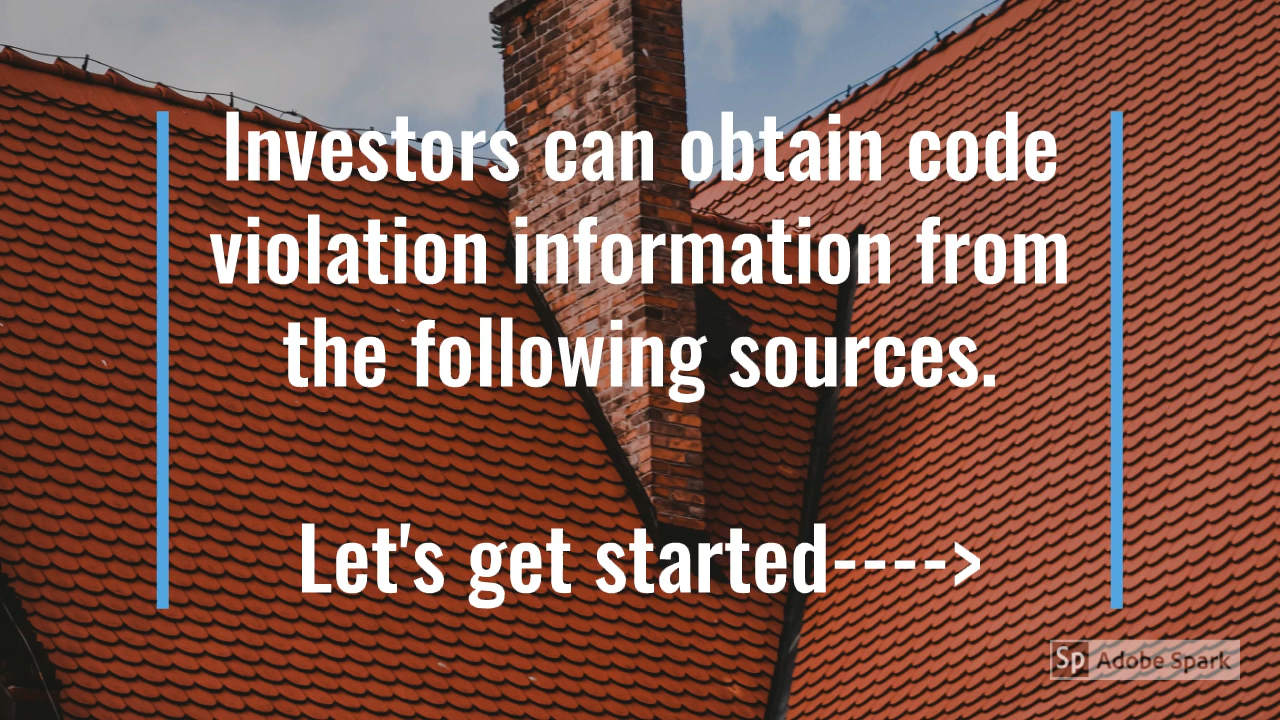 Investors can obtain code
violation information from
the following sources.
Let's get started---->
Sp Adobe Spark